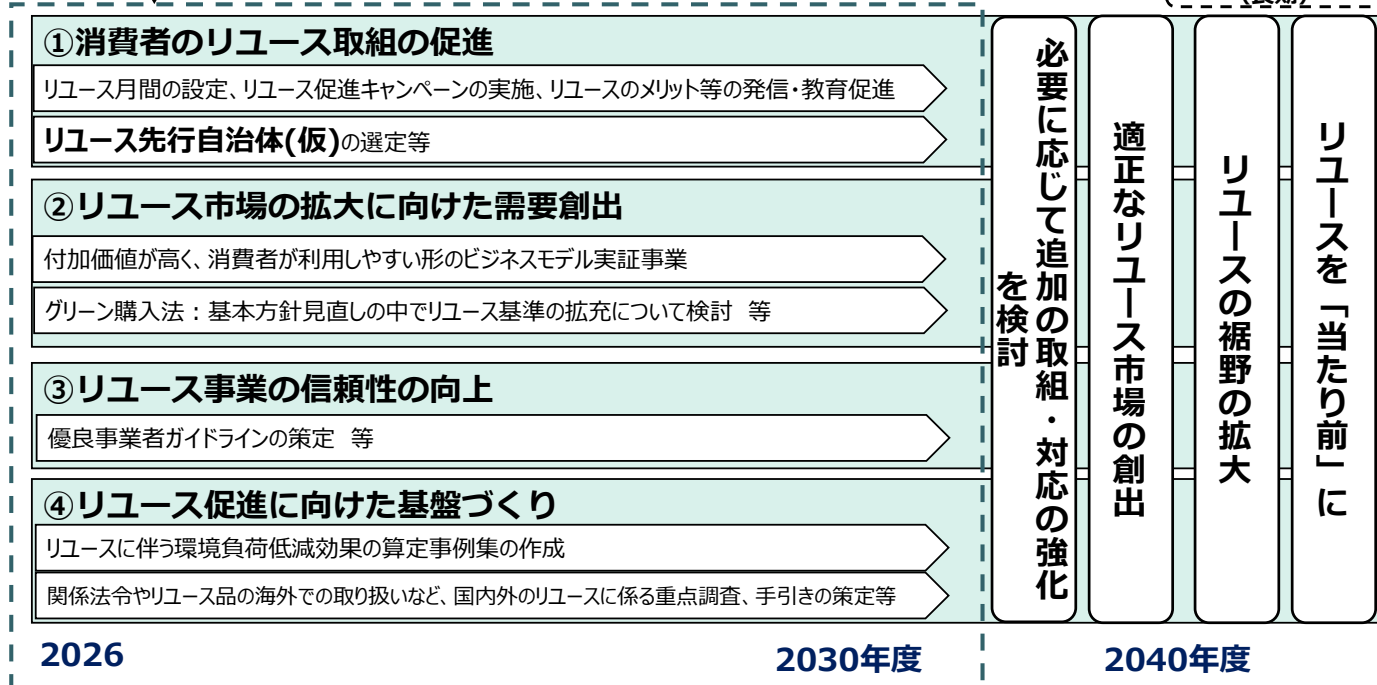 (長期)
①消費者のリユース取組の促進
リユース月間の設定、リユース促進キャンペーンの実施、リユースのメリット等の発信・教育促進
リユース先行自治体(仮)の選定等
②リユース市場の拡大に向けた需要創出
付加価値が高く、消費者が利用しやすい形のビジネスモデル実証事業
グリーン購入法：基本方針見直しの中でリユース基準の拡充について検討 等
③リユース事業の信頼性の向上
優良事業者ガイドラインの策定 等
④リユース促進に向けた基盤づくり
リユースに伴う環境負荷低減効果の算定事例集の作成
関係法令やリユース品の海外での取り扱いなど、国内外のリユースに係る重点調査、手引きの策定等
必要に応じて追加の取組・対応の強化
を検討
適正なリユース市場の創出
リユースの裾野の拡大
リユースを「当たり前」に
2026
2030年度
2040年度